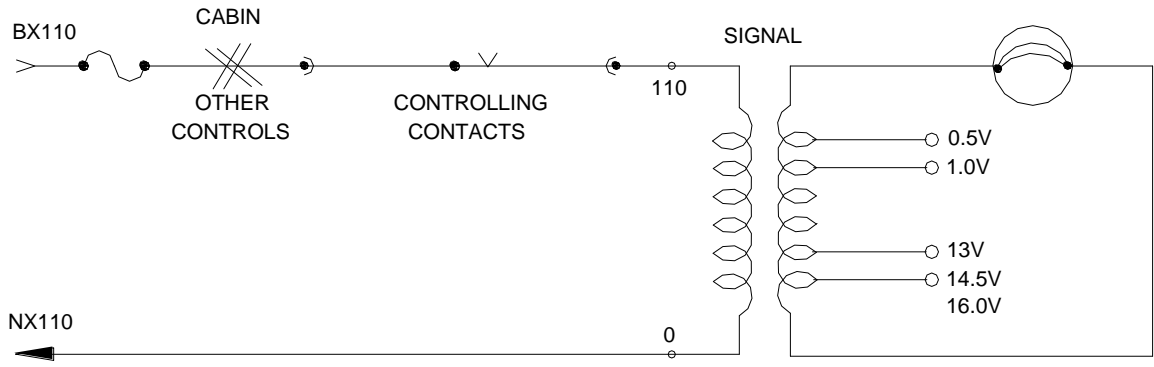 CABIN
BX110
SIGNAL
110
OTHER
CONTROLS
CONTROLLING
CONTACTS
0.5V
1.0V
13V
14.5V
16.0V
NX110
0